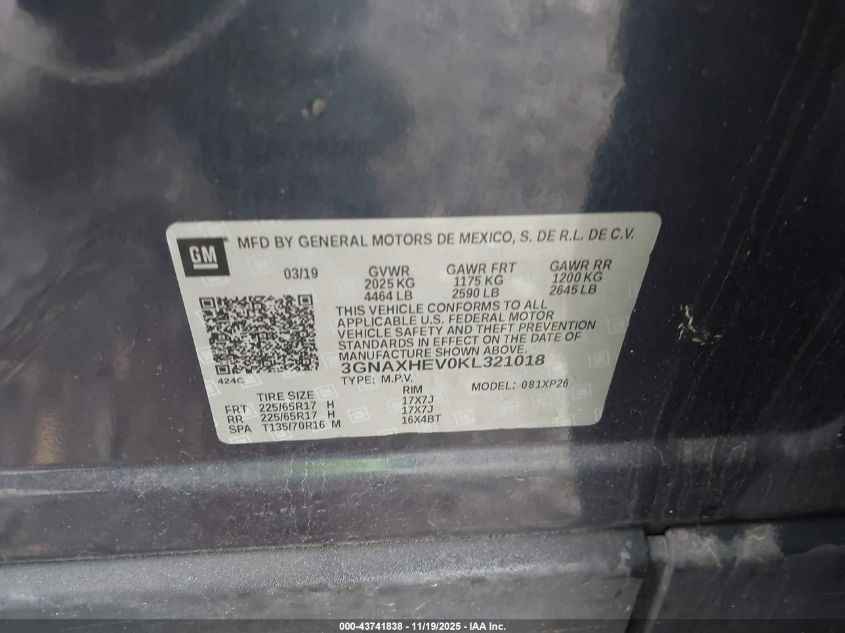 GM
MFD BY GENERAL MOTORS DE MEXICO, S. DE R.L. DE C.V.
03/19 GVWR GAWR FRT GAWR RR
2025 KG 1175 KG 1200 KG
4464 LB 2590 LB 2645 LB
THIS VEHICLE CONFORMS TO ALL
APPLICABLE U.S. FEDERAL MOTOR
VEHICLE SAFETY AND THEFT PREVENTION
STANDARDS IN EFFECT ON THE DATE OF
MANUFACTURE SHOWN ABOVE.
424C 3GNAXHEV0KL321018
TYPE: M.P.V. MODEL: 081XP26
TIRE SIZE RIM
FRT 225/65R17 H 17X7J
RR 225/65R17 H 17X7J
SPA T135/70R16 M 16X4BT
000-43741838 - 11/19/2025 - IAA Inc.